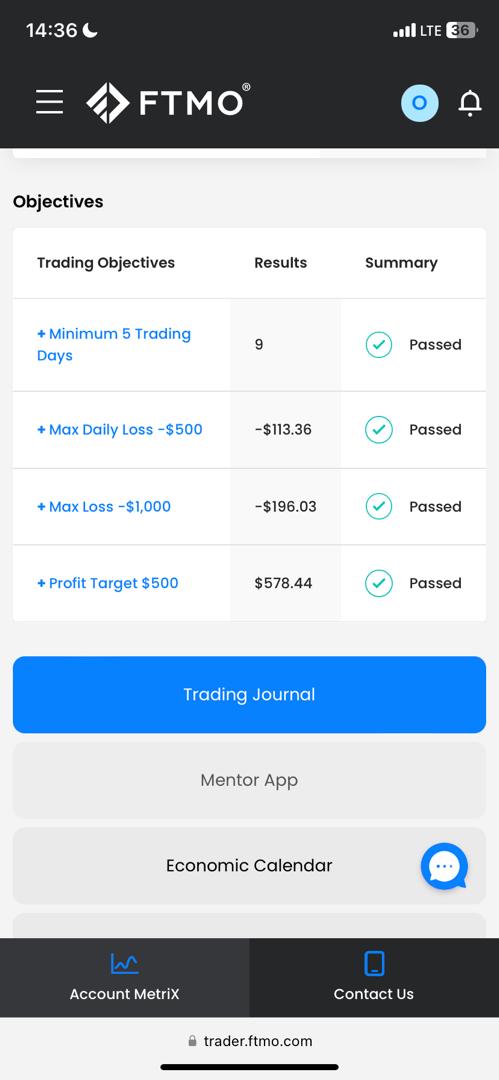 14:36
LTE 36
FTMO®
O
Objectives
Trading Objectives Results Summary
+ Minimum 5 Trading
Days
9 Passed
+ Max Daily Loss -$500 -$113.36 Passed
+ Max Loss -$1,000 -$196.03 Passed
+ Profit Target $500 $578.44 Passed
Trading Journal
Mentor App
Economic Calendar
Account MetriX Contact Us
trader.ftmo.com